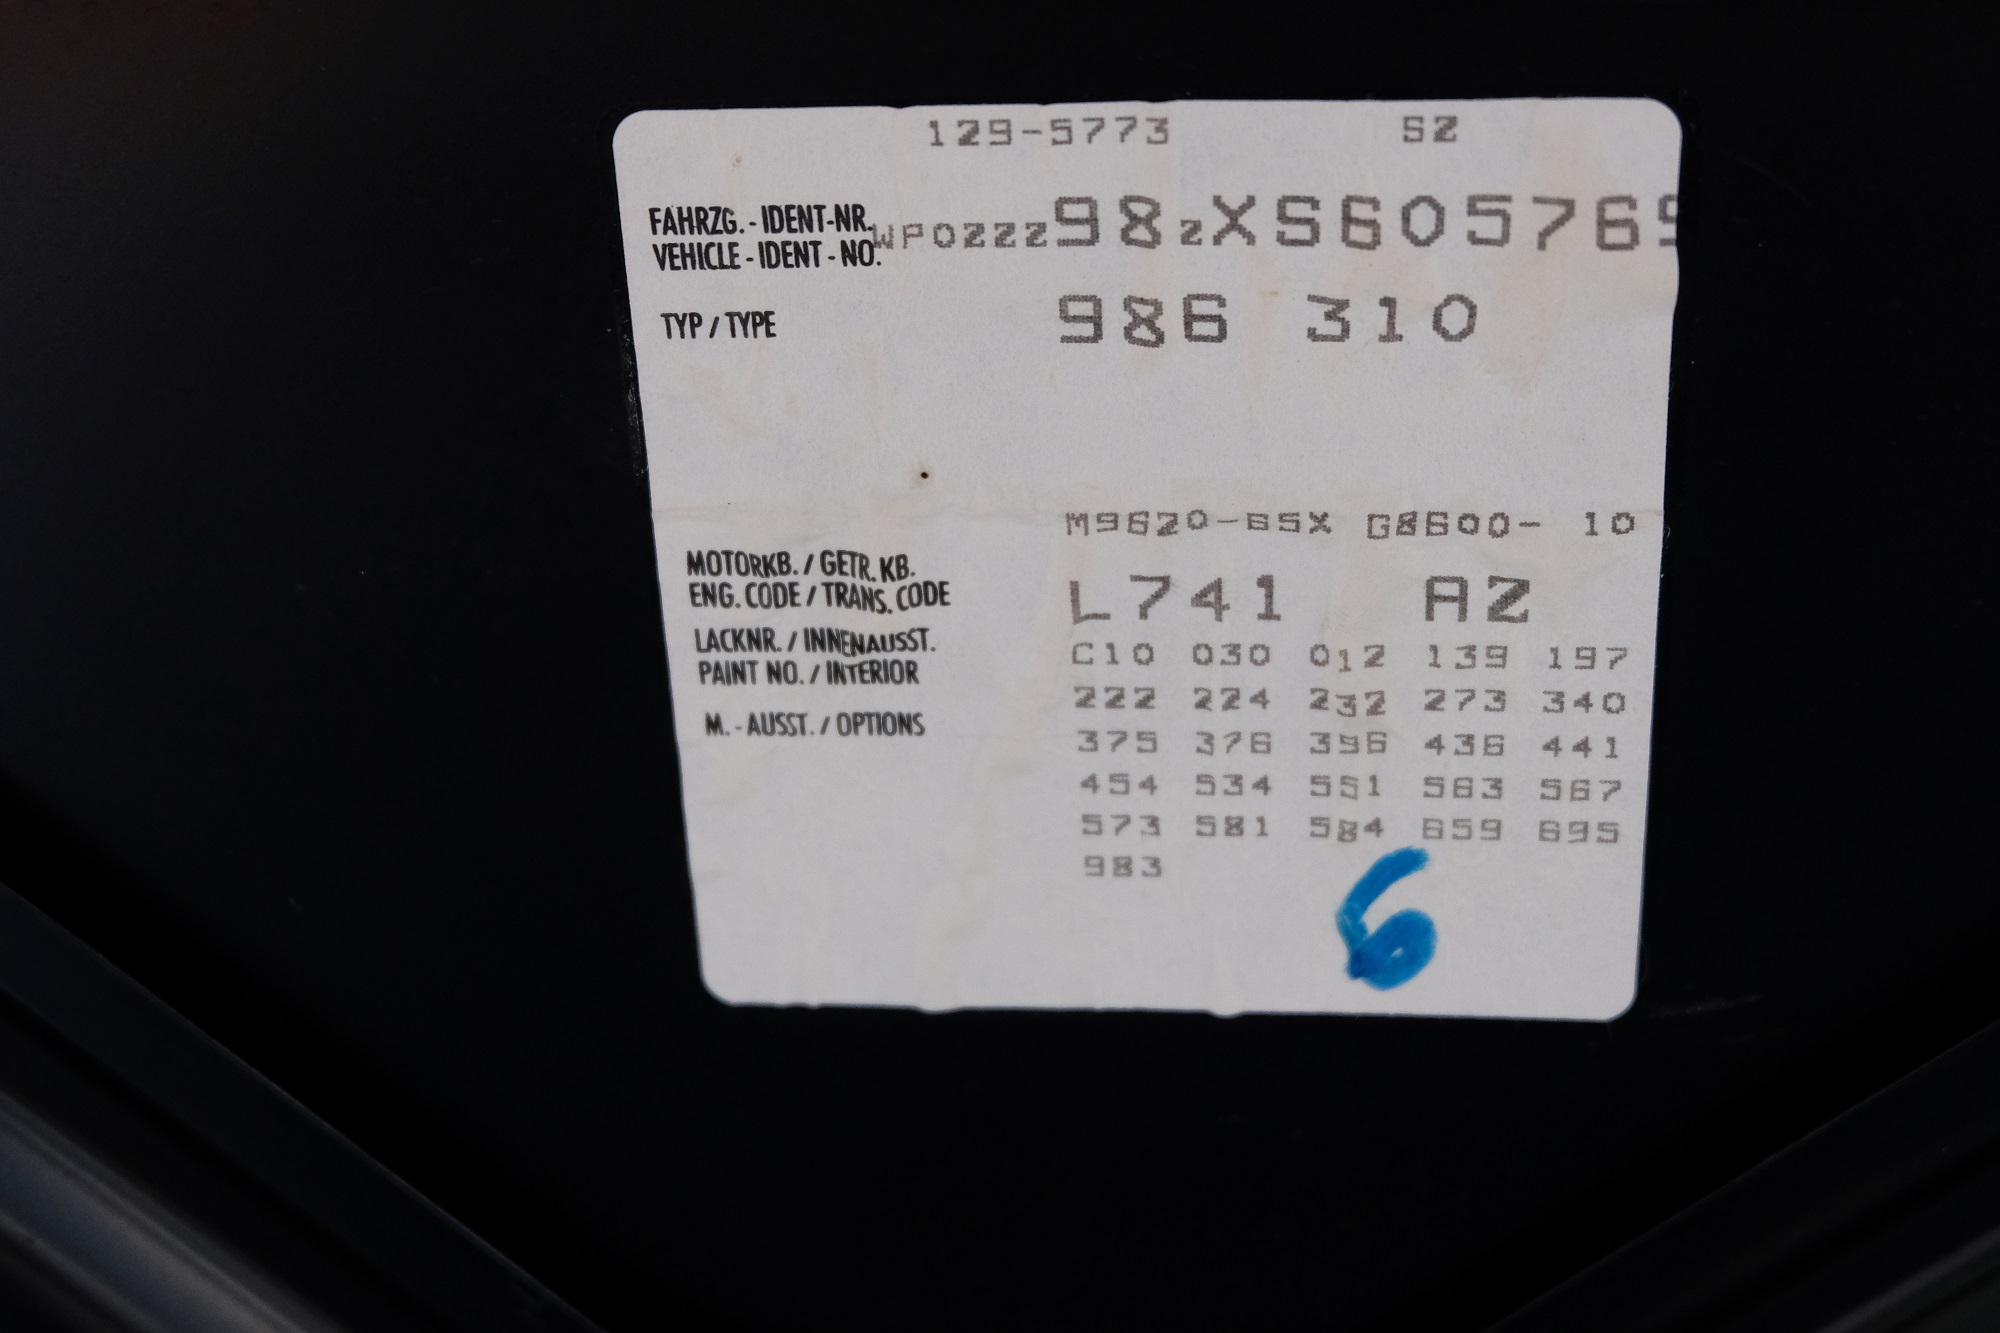 129-5773 SZ
FAHRZG.-IDENT-NR. WP0ZZZ98zXS605769
VEHICLE-IDENT-NO.
TYP / TYPE 986 310
M9620-65X G8600- 10
MOTORKB. / GETR. KB.
ENG. CODE / TRANS. CODE L741 AZ
LACKNR. / INNENAUSST. C10 030 012 139 197
PAINT NO. / INTERIOR 222 224 232 273 340
M.-AUSST. / OPTIONS 375 376 396 436 441
454 534 551 563 567
573 581 584 659 695
983
6